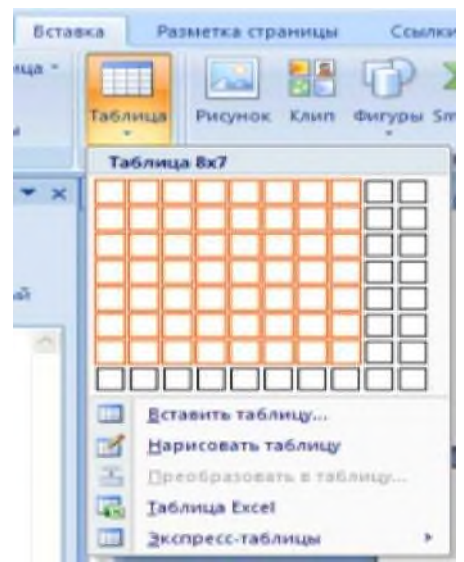 Вставка Разметка страницы Ссылки
ица
Таблица Рисунок Клип Фигуры Sm
ы
Таблица 8x7
ый
Вставить таблицу...
Нарисовать таблицу
Преобразовать в таблицу...
Таблица Excel
Экспресс-таблицы